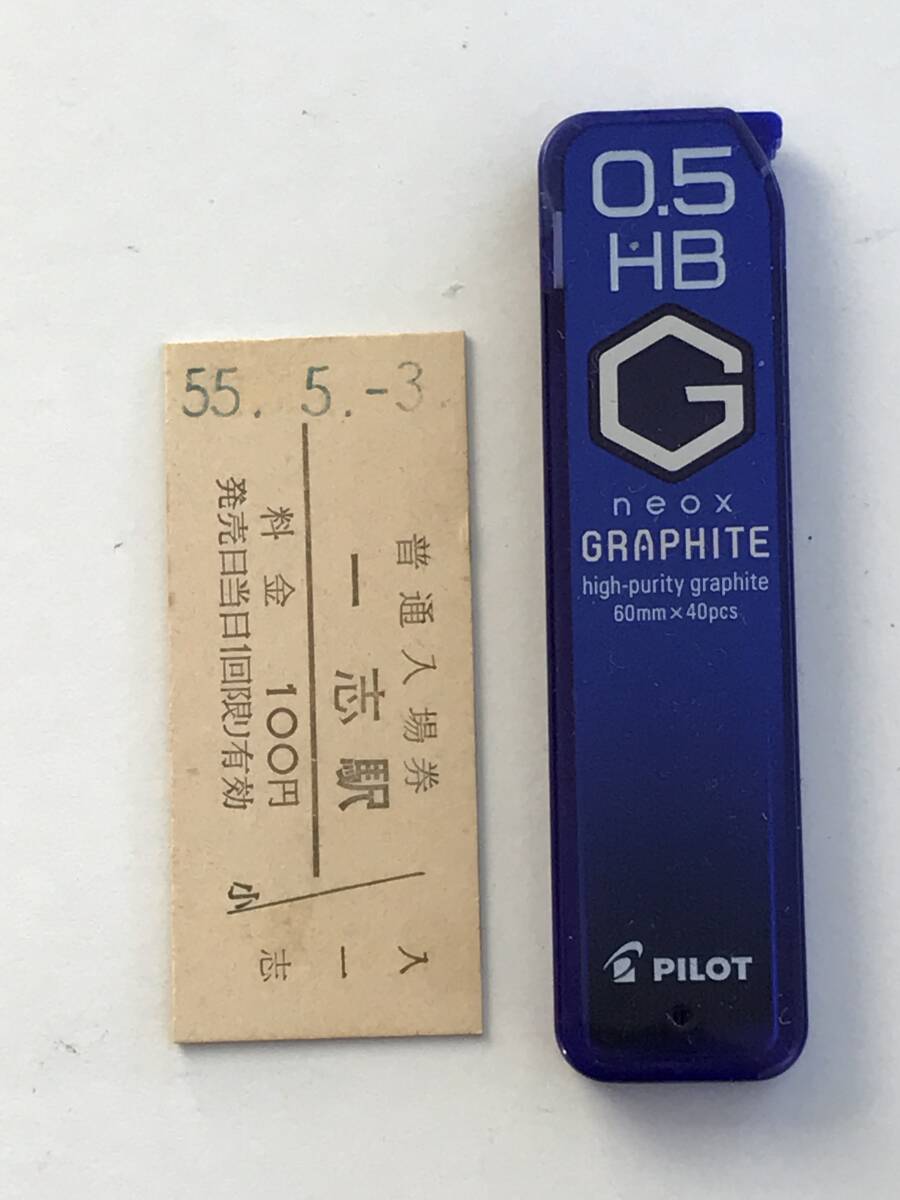 55. 5.-3
普通入場券
一志駅
料金 100円
発売日当日1回限り有効
小
入
一
志
0.5
HB
G
neox
GRAPHITE
high-purity graphite
60mm×40pcs
PILOT